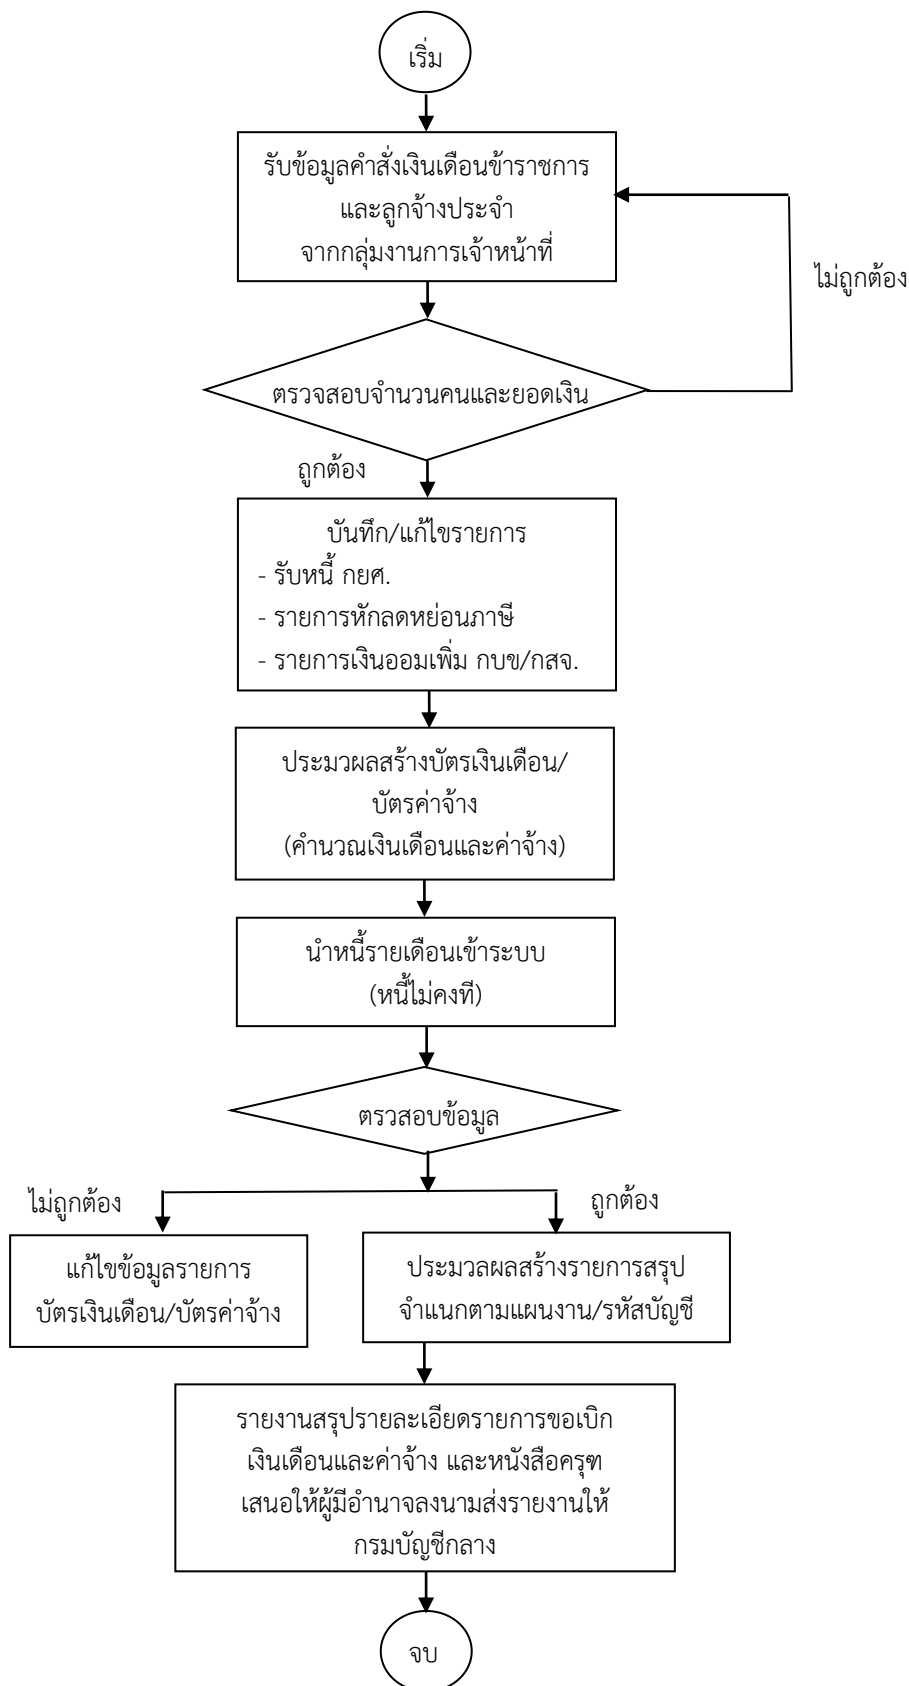 เริ่ม
รับข้อมูลคำสั่งเงินเดือนข้าราชการ
และลูกจ้างประจำ
จากกลุ่มงานการเจ้าหน้าที่
ไม่ถูกต้อง
ตรวจสอบจำนวนคนและยอดเงิน
ถูกต้อง
บันทึก/แก้ไขรายการ
- รับหนี้ กยศ.
- รายการหักลดหย่อนภาษี
- รายการเงินออมเพิ่ม กบข/กสจ.
ประมวผลสร้างบัตรเงินเดือน/
บัตรค่าจ้าง
(คำนวณเงินเดือนและค่าจ้าง)
นำหนี้รายเดือนเข้าระบบ
(หนี้ไม่คงที)
ตรวสอบข้อมูล
ไม่ถูกต้อง
ถูกต้อง
แก้ไขข้อมูลรายการ
บัตรเงินเดือน/บัตรค่าจ้าง
ประมวลผลสร้างรายการสรุป
จำแนกตามแผนงาน/รหัสบัญชี
รายงานสรุปรายละเอียดรายการขอเบิก
เงินเดือนและค่าจ้าง และหนังสือครุฑ
เสนอให้ผู้มีอำนาจลงนามส่งรายงานให้
กรมบัญชีกลาง
จบ